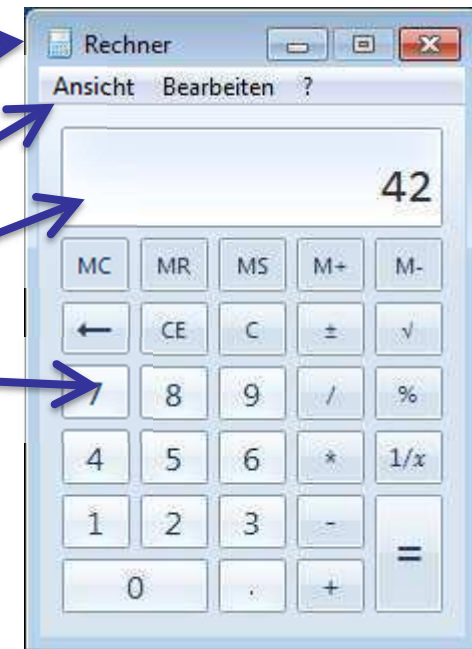 Rechner
Ansicht Bearbeiten ?
42
MC MR MS M+ M-
← CE C ± √
7 8 9 / %
4 5 6 * 1/x
1 2 3 - =
0 . +